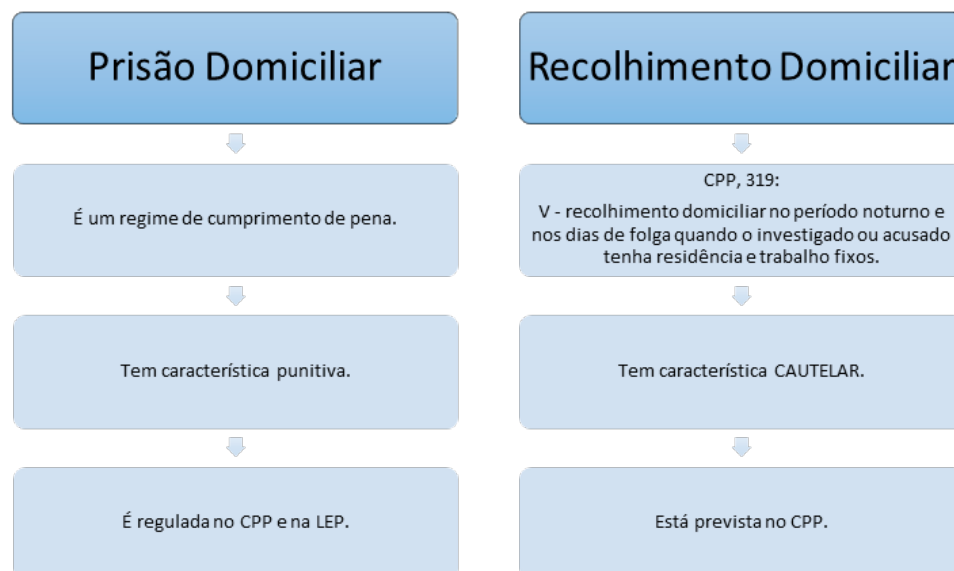 Prisão Domiciliar
É um regime de cumprimento de pena.
Tem característica punitiva.
É regulada no CPP e na LEP.
Recolhimento Domiciliar
CPP, 319:
V - recolhimento domiciliar no período noturno e
nos dias de folga quando o investigado ou acusado
tenha residência e trabalho fixos.
Tem característica CAUTELAR.
Está prevista no CPP.